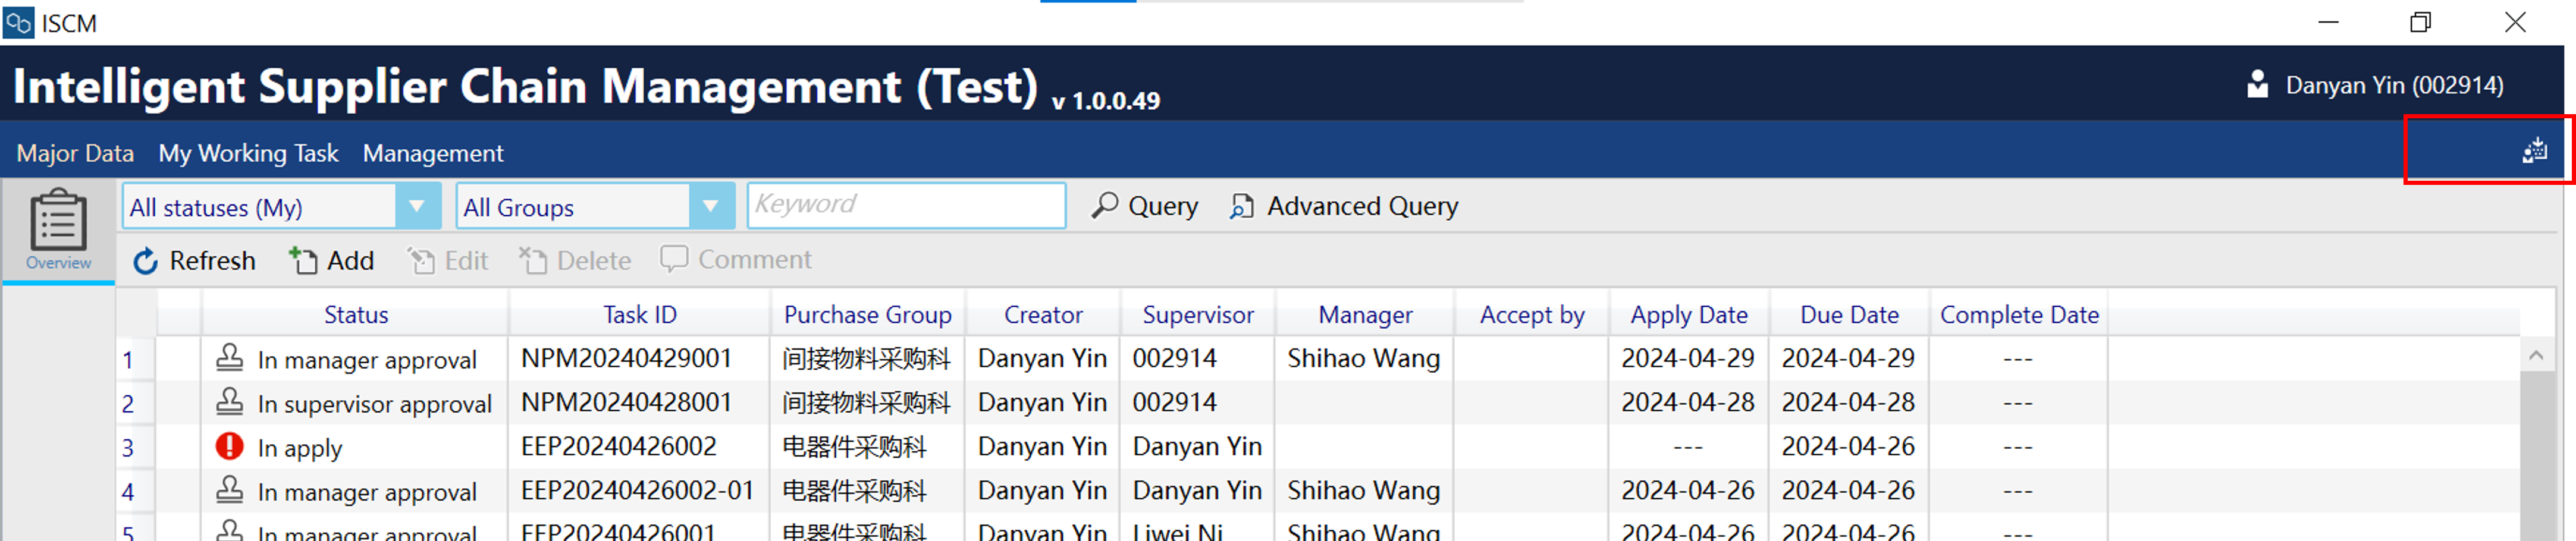 ISCM
Intelligent Supplier Chain Management (Test) v 1.0.0.49
Danyan Yin (002914)
Major Data My Working Task Management
Overview
All statuses (My) All Groups Keyword Query Advanced Query
Refresh Add Edit Delete Comment
Status Task ID Purchase Group Creator Supervisor Manager Accept by Apply Date Due Date Complete Date
1 In manager approval NPM20240429001 间接物料采购科 Danyan Yin 002914 Shihao Wang 2024-04-29 2024-04-29 ---
2 In supervisor approval NPM20240428001 间接物料采购科 Danyan Yin 002914 2024-04-28 2024-04-28 ---
3 In apply EEP20240426002 电器件采购科 Danyan Yin Danyan Yin --- 2024-04-26 ---
4 In manager approval EEP20240426002-01 电器件采购科 Danyan Yin Danyan Yin Shihao Wang 2024-04-26 2024-04-26 ---
5 In manager approval EEP20240426001 电器件采购科 Danyan Yin Liwei Ni Shihao Wang 2024-04-26 2024-04-26 ---